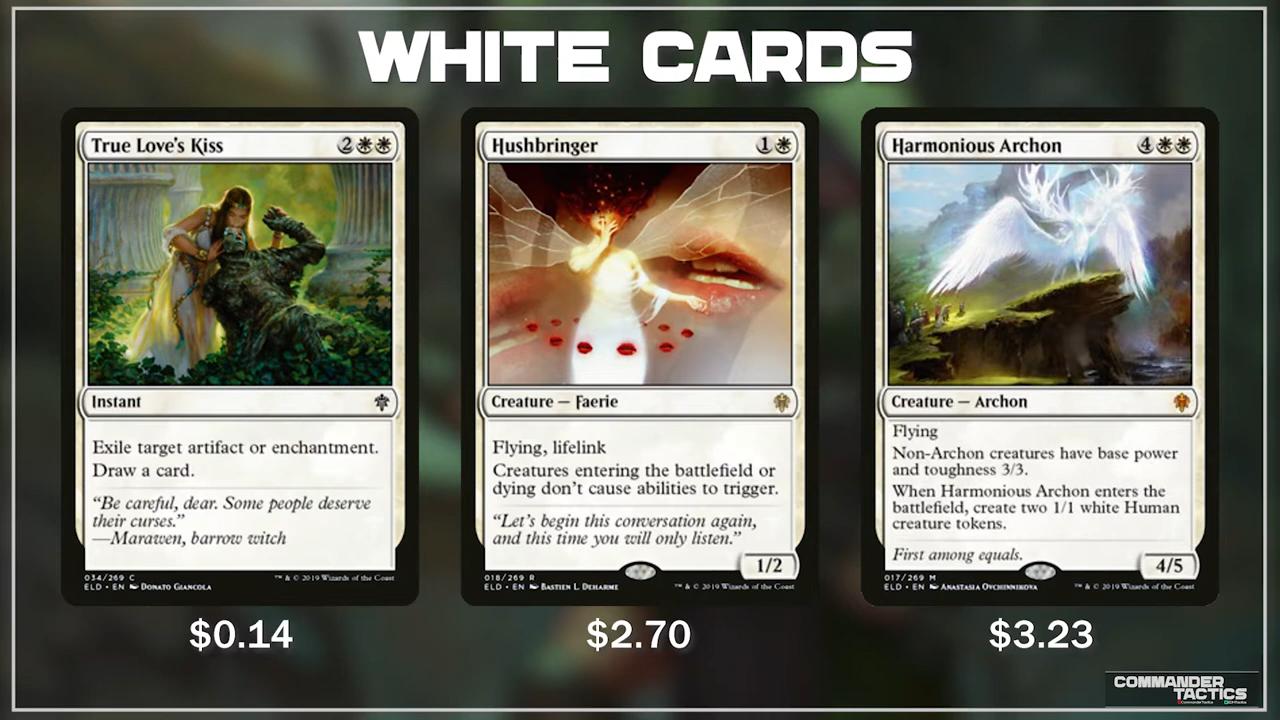 WHITE CARDS
True Love's Kiss 2
Instant
Exile target artifact or enchantment.
Draw a card.
"Be careful, dear. Some people deserve
their curses."
—Marawen, barrow witch
034/269 C
ELD • EN Donato Giancola
™ & © 2019 Wizards of the Coast
$0.14
Hushbringer 1
Creature — Faerie
Flying, lifelink
Creatures entering the battlefield or
dying don't cause abilities to trigger.
"Let's begin this conversation again,
and this time you will only listen."
1/2
018/269 R
ELD • EN Bastien L. Deharme
™ & © 2019 Wizards of the Coast
$2.70
Harmonious Archon 4
Creature — Archon
Flying
Non-Archon creatures have base power
and toughness 3/3.
When Harmonious Archon enters the
battlefield, create two 1/1 white Human
creature tokens.
First among equals.
4/5
017/269 M
ELD • EN Anastasia Ovchinnikova
™ & © 2019 Wizards of the Coast
$3.23
COMMANDER
TACTICS